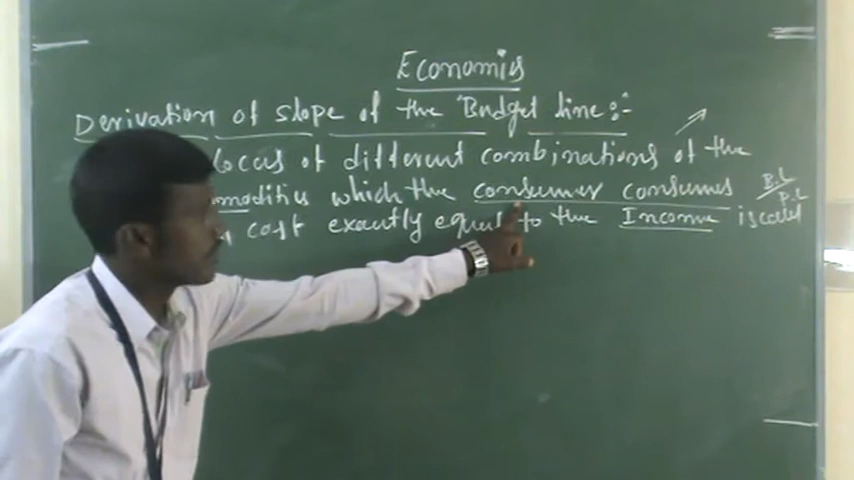 Economics
Derivation of slope of the Budget line:-
locus of different combinations of the
modities which the consumer consumes B.L
P.L
cost exactly equal to the Income is called